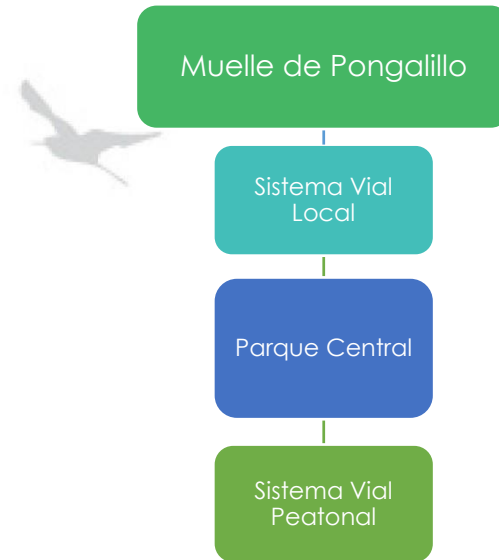 Muelle de Pongalillo
Sistema Vial
Local
Parque Central
Sistema Vial
Peatonal